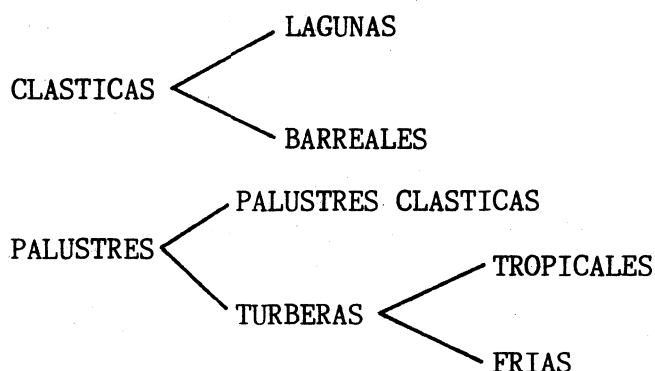 LAGUNAS
CLASTICAS
BARREALES
PALUSTRES CLASTICAS
PALUSTRES
TROPICALES
TURBERAS
FRIAS